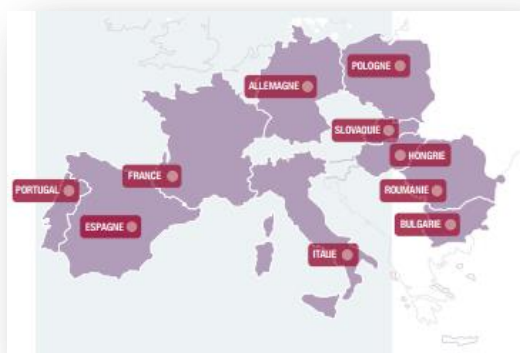 POLOGNE
ALLEMAGNE
SLOVAQUIE
HONGRIE
FRANCE
PORTUGAL
ROUMANIE
ESPAGNE
BULGARIE
ITALIE